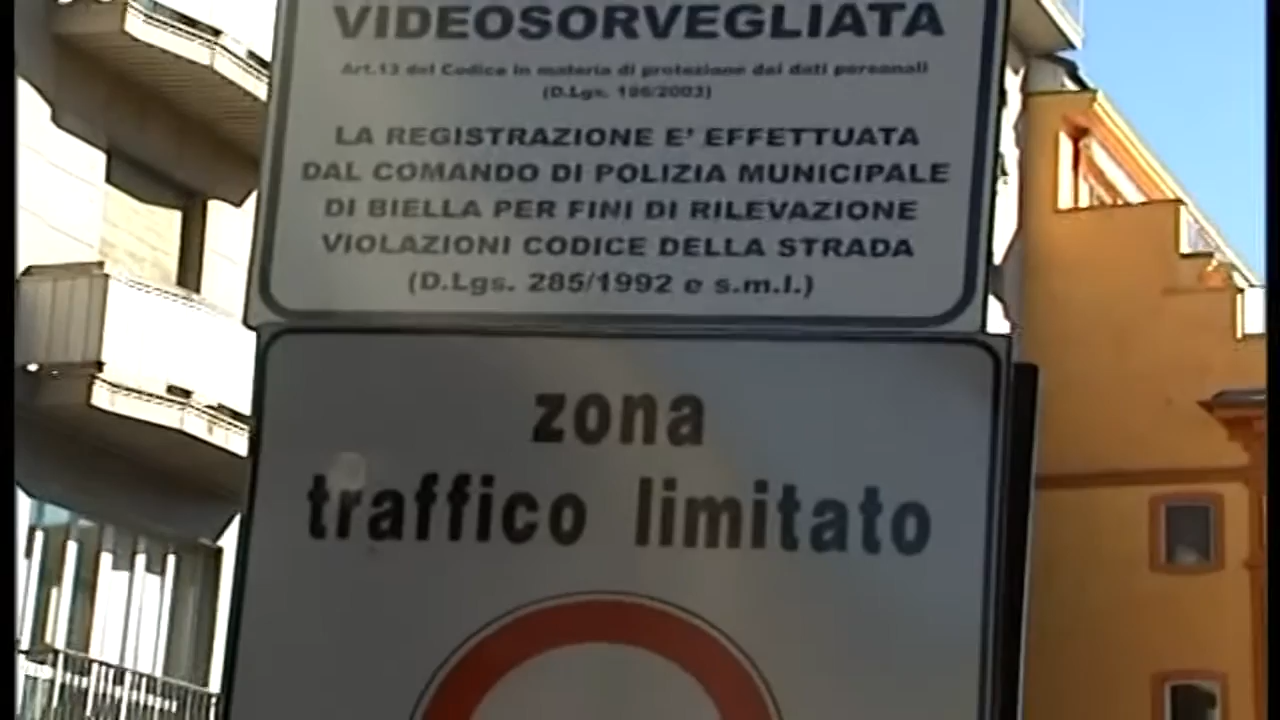 VIDEOSORVEGLIATA
Art.13 del Codice in materia di protezione dei dati personali
(D.Lgs. 196/2003)
LA REGISTRAZIONE E' EFFETTUATA
DAL COMANDO DI POLIZIA MUNICIPALE
DI BIELLA PER FINI DI RILEVAZIONE
VIOLAZIONI CODICE DELLA STRADA
(D.Lgs. 285/1992 e s.m.I.)
zona
traffico limitato